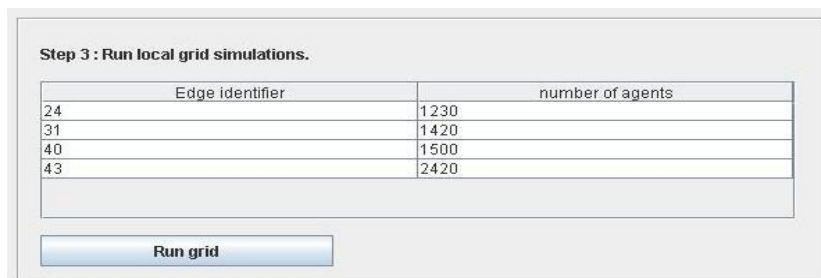 Step 3 : Run local grid simulations.
Edge identifier number of agents
24 1230
31 1420
40 1500
43 2420
Run grid